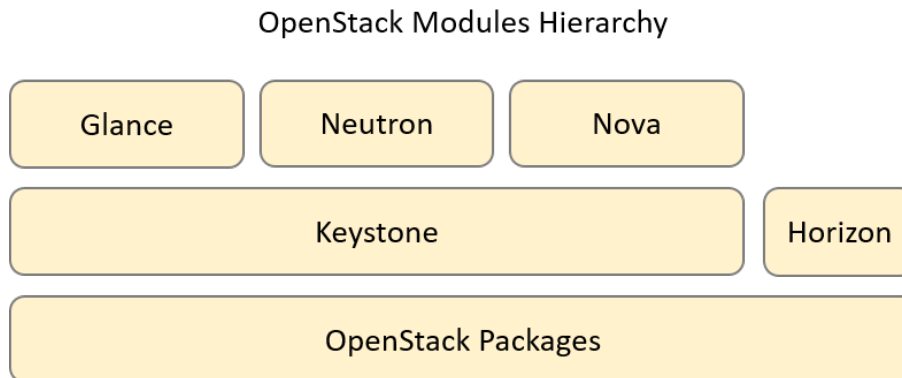 OpenStack Modules Hierarchy
Glance
Neutron
Nova
Keystone
Horizon
OpenStack Packages